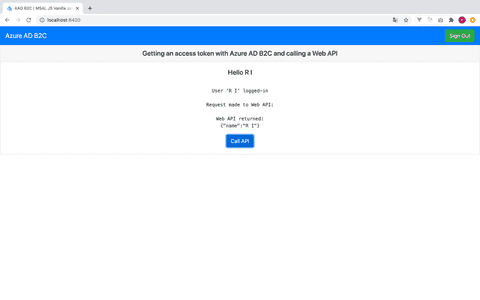 AAD B2C | MSAL JS Vanilla
localhost:6420
Azure AD B2C
Sign Out
Getting an access token with Azure AD B2C and calling a Web API
Hello R I
User 'R I' logged-in
Request made to Web API:
Web API returned:
{"name":"R I"}
Call API